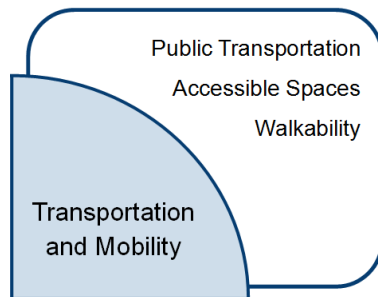 Public Transportation
Accessible Spaces
Walkability
Transportation
and Mobility